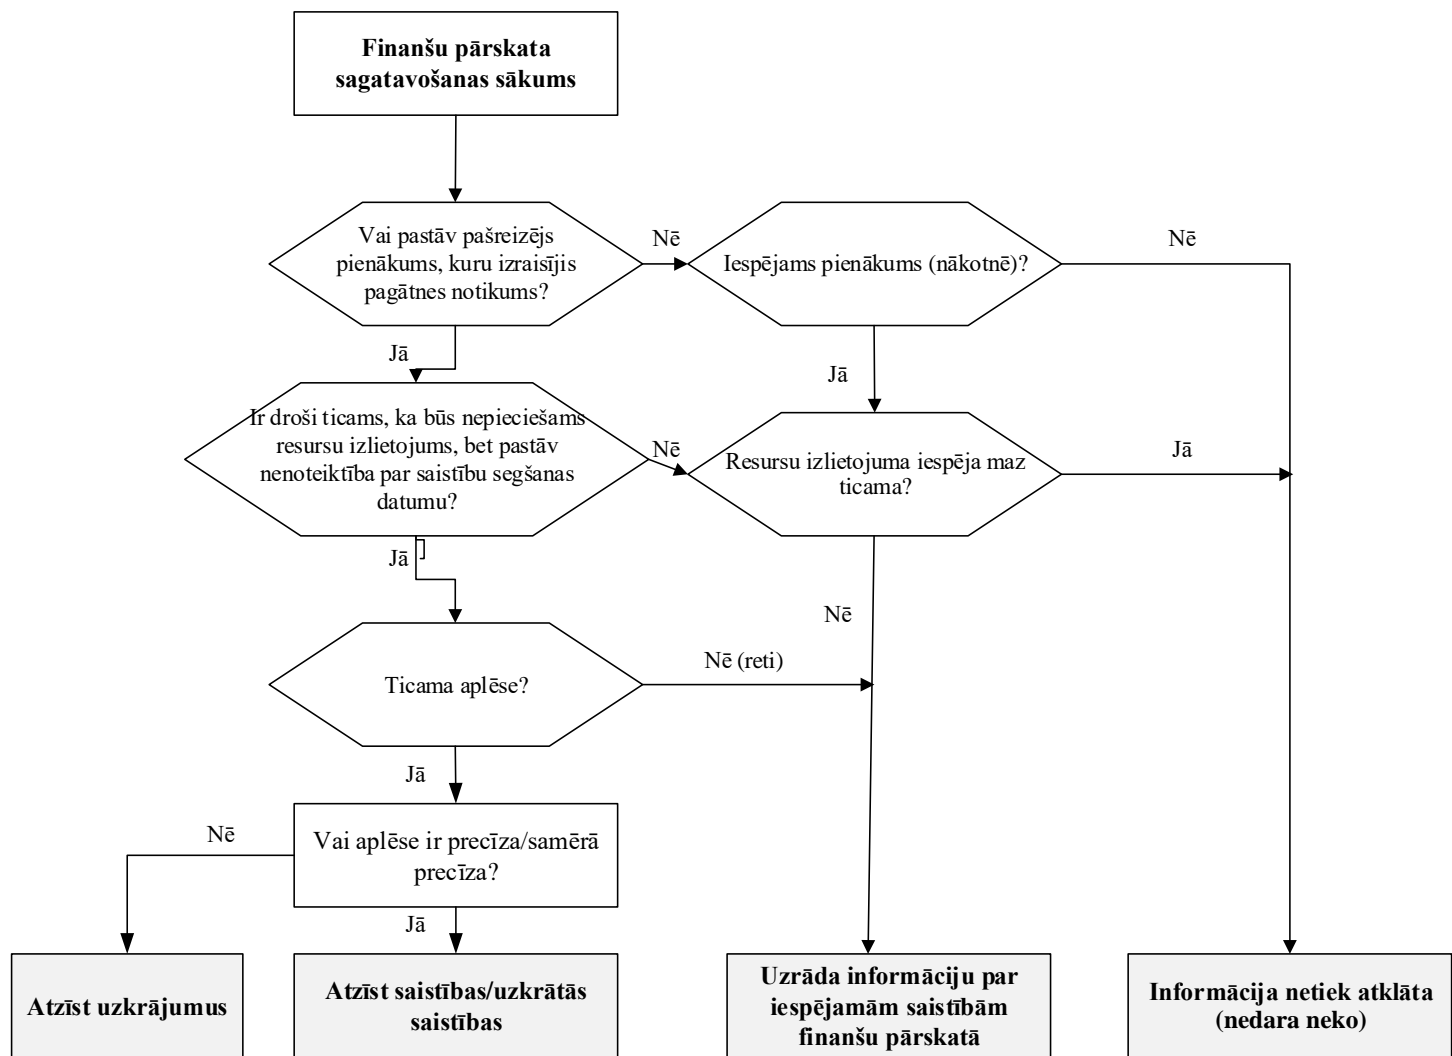 Finanšu pārskata
sagatavošanas sākums
Vai pastāv pašreizējs
pienākums, kuru izraisījis
pagātnes notikums?
Nē
Iespējams pienākums (nākotnē)?
Nē
Jā
Jā
Ir droši ticams, ka būs nepieciešams
resursu izlietojums, bet pastāv
nenoteiktība par saistību segšanas
datumu?
Nē
Resursu izlietojuma iespēja maz
ticama?
Jā
Jā
Nē
Ticama aplēse?
Nē (reti)
Jā
Vai aplēse ir precīza/samērā
precīza?
Nē
Jā
Atzīst uzkrājumus
Atzīst saistības/uzkrātās
saistības
Uzrāda informāciju par
iespējamām saistībām
finanšu pārskatā
Informācija netiek atklāta
(nedara neko)